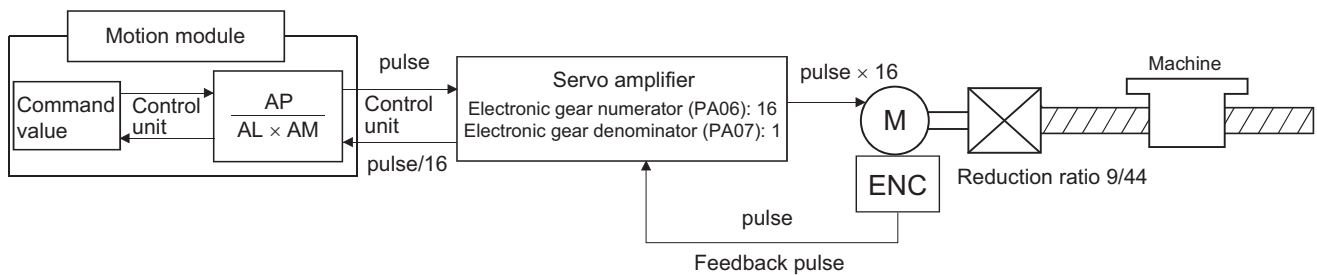 Motion module
Command
value
Control
unit
AP
AL × AM
pulse
Control
unit
pulse/16
Servo amplifier
Electronic gear numerator (PA06): 16
Electronic gear denominator (PA07): 1
pulse × 16
M
ENC
Machine
Reduction ratio 9/44
pulse
Feedback pulse